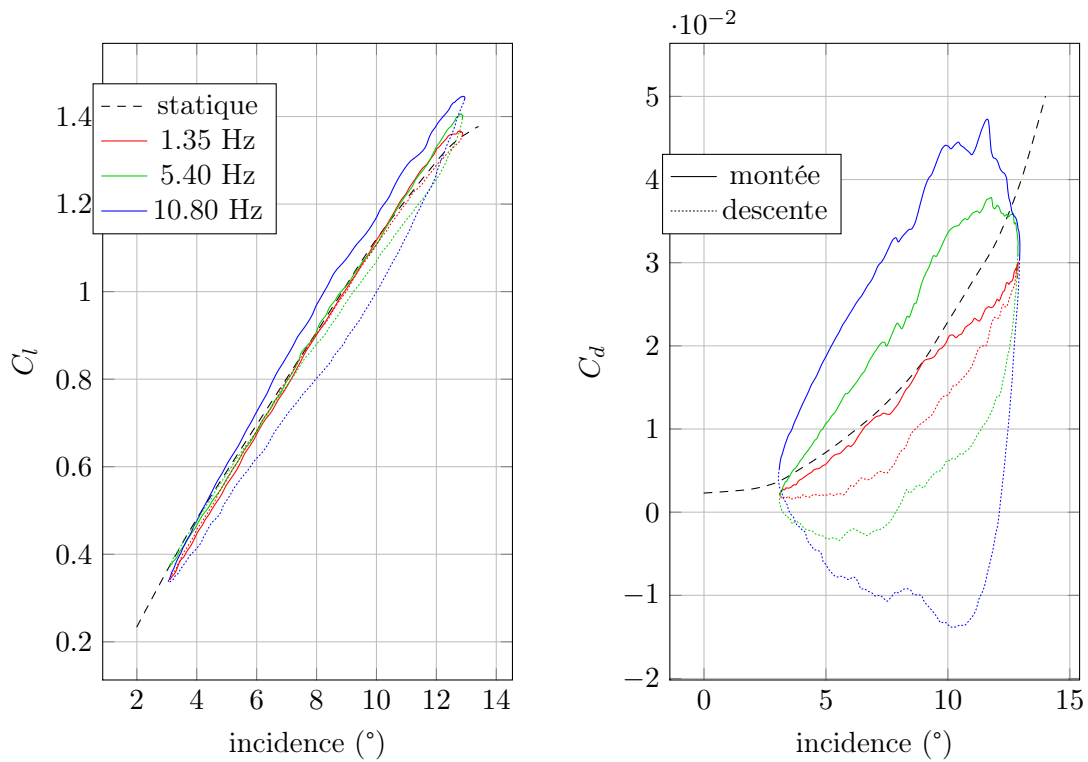 2 4 6 8 10 12 14
0.2
0.4
0.6
0.8
1
1.2
1.4
incidence (°)
C_l
statique
1.35 Hz
5.40 Hz
10.80 Hz
0 5 10 15
−2
−1
0
1
2
3
4
5
·10⁻²
incidence (°)
C_d
montée
descente